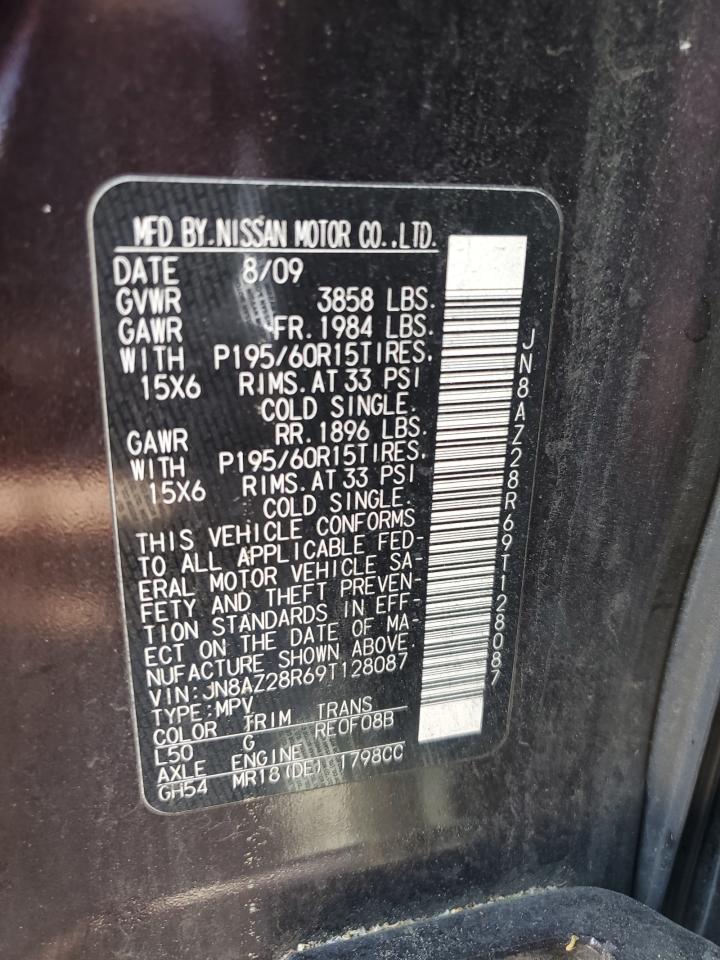 MFD BY.NISSAN MOTOR CO.,LTD.
DATE 8/09
GVWR 3858 LBS.
GAWR FR. 1984 LBS.
WITH P195/60R15TIRES.
15X6 RIMS. AT 33 PSI
COLD SINGLE.
GAWR RR. 1896 LBS.
WITH P195/60R15TIRES.
15X6 RIMS. AT 33 PSI
COLD SINGLE.
THIS VEHICLE CONFORMS
TO ALL APPLICABLE FED-
ERAL MOTOR VEHICLE SA-
FETY AND THEFT PREVEN-
TION STANDARDS IN EFF-
ECT ON THE DATE OF MA-
NUFACTURE SHOWN ABOVE.
VIN: JN8AZ28R69T128087
TYPE: MPV
COLOR TRIM TRANS
L50 G RE0F08B
AXLE ENGINE
GH54 MR18(DE) 1798CC
JN8AZ28R69T128087